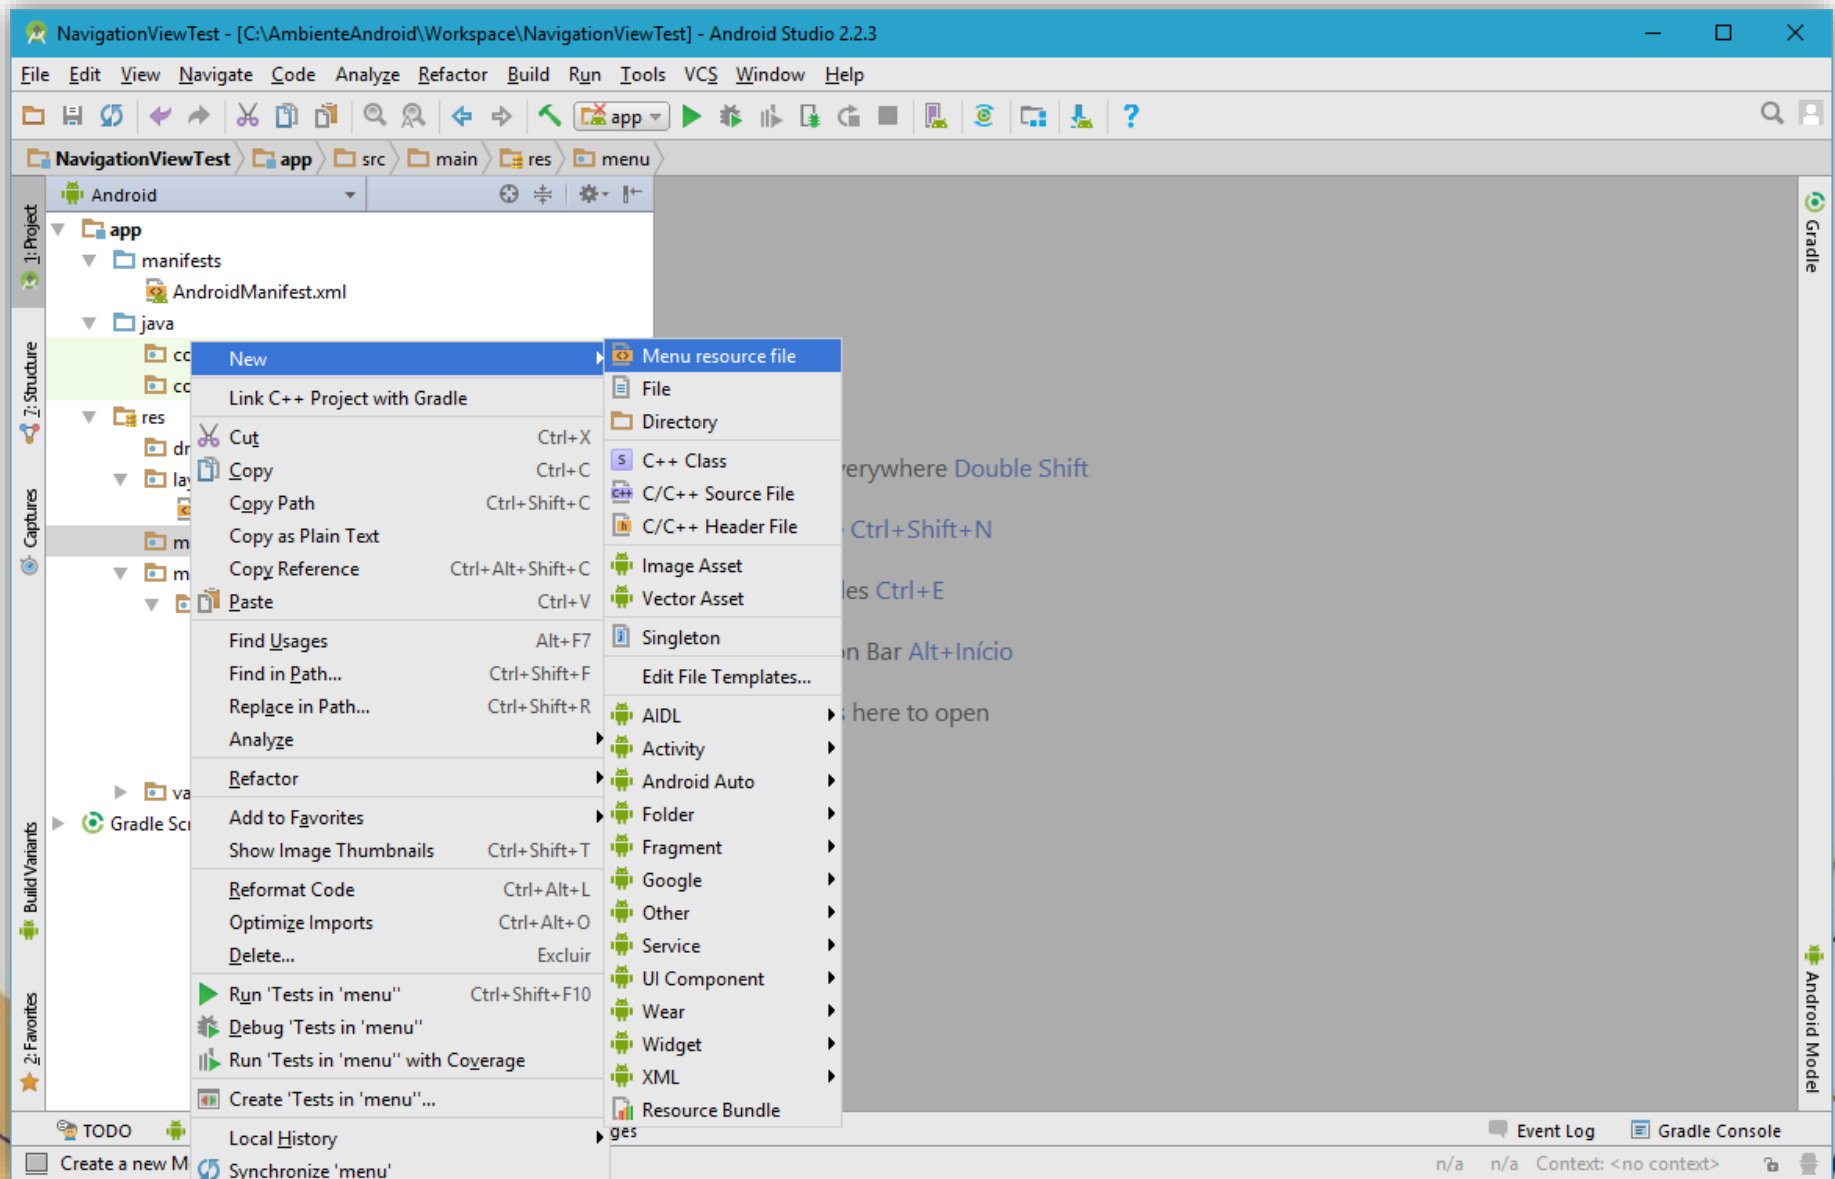 NavigationViewTest - [C:\AmbienteAndroid\Workspace\NavigationViewTest] - Android Studio 2.2.3
File Edit View Navigate Code Analyze Refactor Build Run Tools VCS Window Help
app
NavigationViewTest app src main res menu
Android
1: Project
7: Structure
Captures
Build Variants
2: Favorites
app
manifests
AndroidManifest.xml
java
res
Gradle
New
Link C++ Project with Gradle
Cut Ctrl+X
Copy Ctrl+C
Copy Path Ctrl+Shift+C
Copy as Plain Text
Copy Reference Ctrl+Alt+Shift+C
Paste Ctrl+V
Find Usages Alt+F7
Find in Path... Ctrl+Shift+F
Replace in Path... Ctrl+Shift+R
Analyze
Refactor
Add to Favorites
Show Image Thumbnails Ctrl+Shift+T
Reformat Code Ctrl+Alt+L
Optimize Imports Ctrl+Alt+O
Delete... Excluir
Run 'Tests in 'menu'' Ctrl+Shift+F10
Debug 'Tests in 'menu''
Run 'Tests in 'menu'' with Coverage
Create 'Tests in 'menu''...
Local History
Synchronize 'menu'
Menu resource file
File
Directory
C++ Class
C/C++ Source File
C/C++ Header File
Image Asset
Vector Asset
Singleton
Edit File Templates...
AIDL
Activity
Android Auto
Folder
Fragment
Google
Other
Service
UI Component
Wear
Widget
XML
Resource Bundle
Double Shift
Ctrl+Shift+N
Ctrl+E
Bar Alt+Início
here to open
Gradle
Android Model
TODO
Event Log Gradle Console
Create a new
n/a n/a Context: <no context>